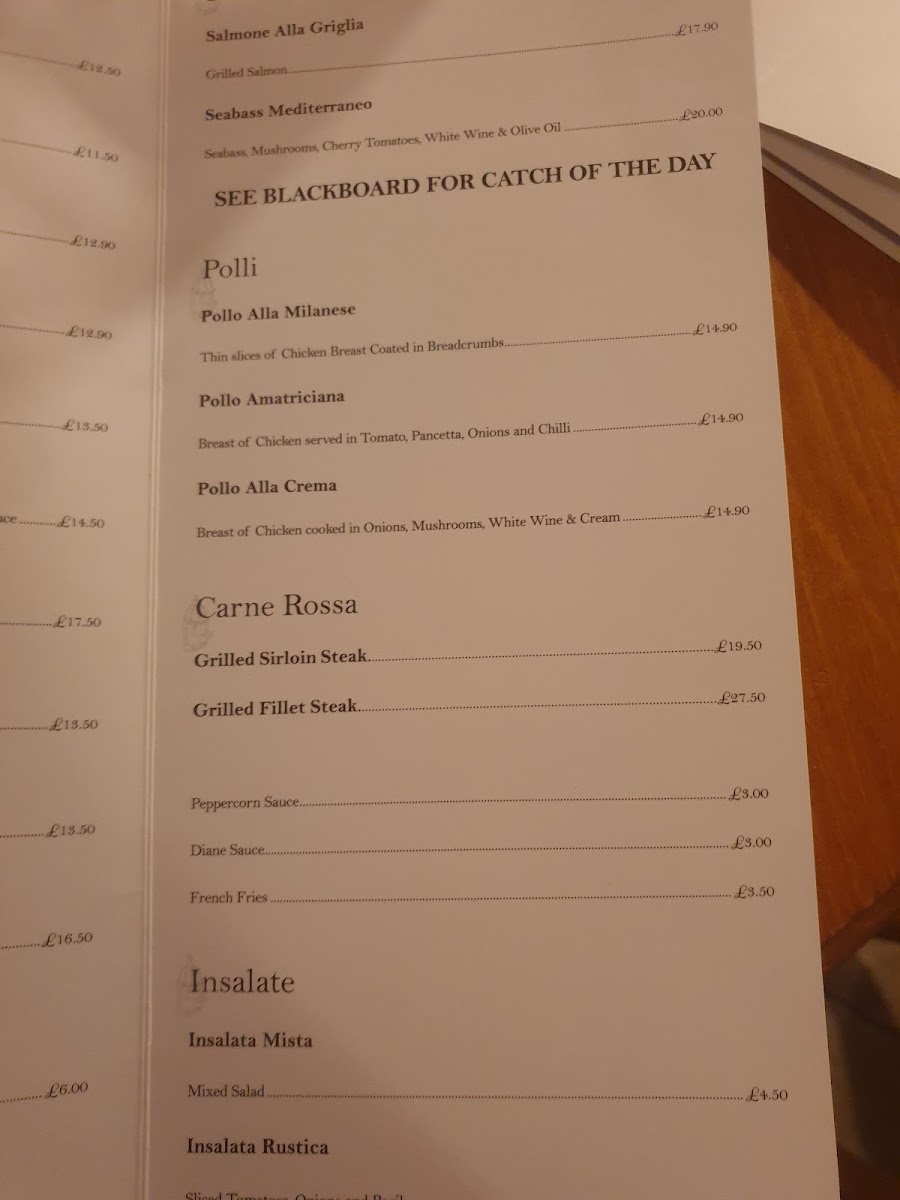 £12.50
£11.50
£12.90
£12.90
£13.50
£14.50
£17.50
£13.50
£13.50
£16.50
£6.00
Salmone Alla Griglia
Grilled Salmon £17.90
Seabass Mediterraneo
Seabass, Mushrooms, Cherry Tomatoes, White Wine & Olive Oil £20.00
SEE BLACKBOARD FOR CATCH OF THE DAY
Polli
Pollo Alla Milanese
Thin slices of Chicken Breast Coated in Breadcrumbs £14.90
Pollo Amatriciana
Breast of Chicken served in Tomato, Pancetta, Onions and Chilli £14.90
Pollo Alla Crema
Breast of Chicken cooked in Onions, Mushrooms, White Wine & Cream £14.90
Carne Rossa
Grilled Sirloin Steak £19.50
Grilled Fillet Steak £27.50
Peppercorn Sauce £3.00
Diane Sauce £3.00
French Fries £3.50
Insalate
Insalata Mista
Mixed Salad £4.50
Insalata Rustica
Sliced Tomatoes, Onions and Basil